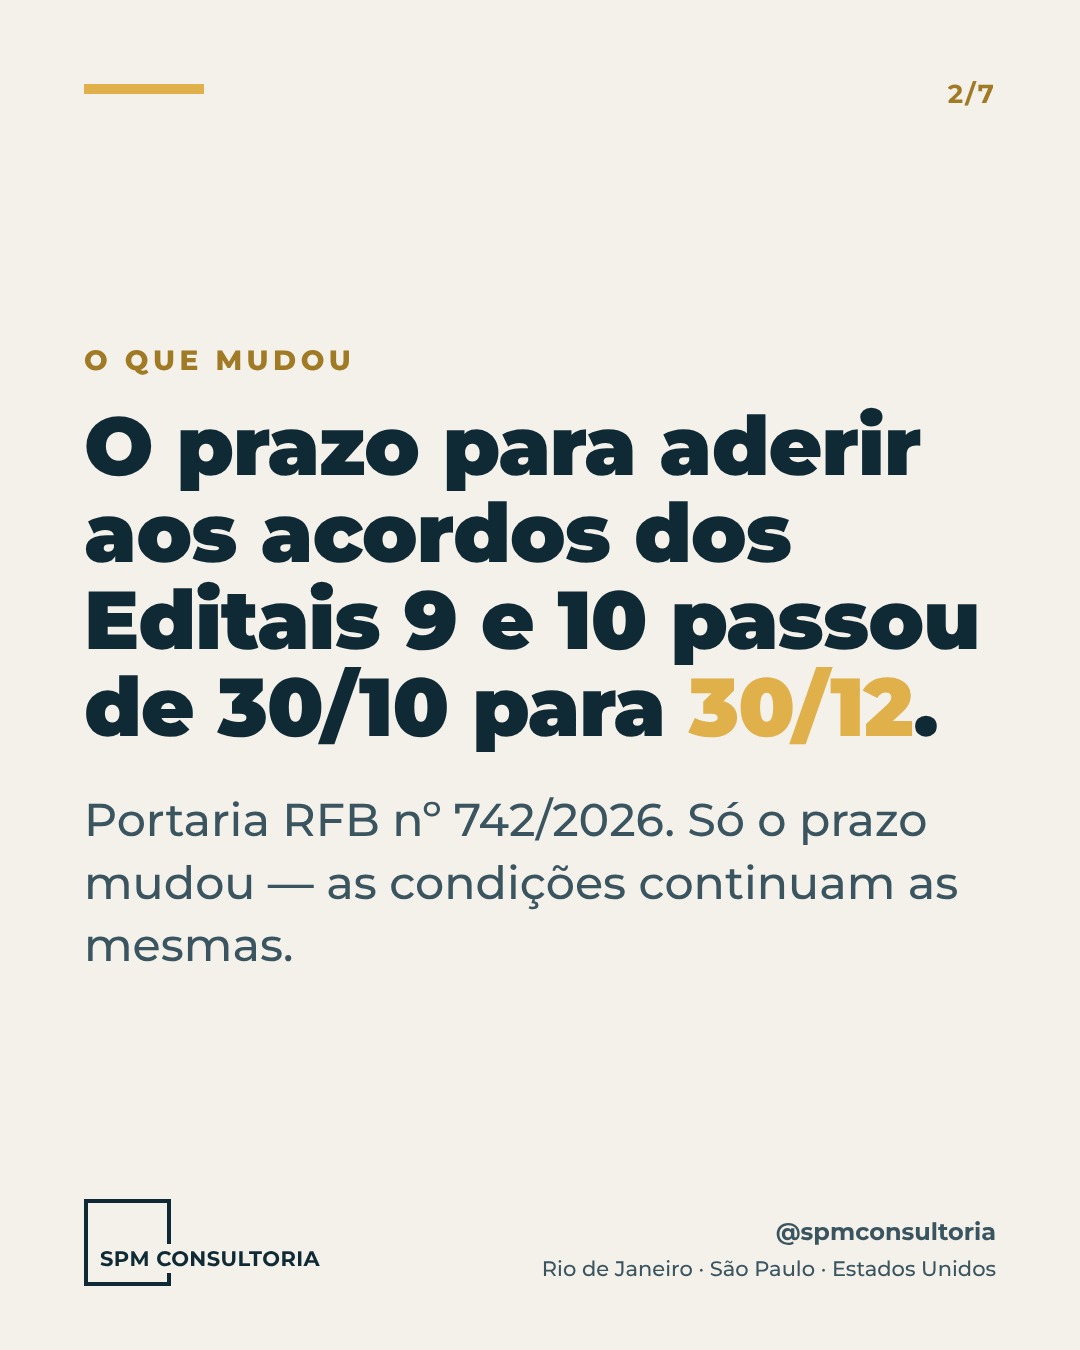 2/7
O QUE MUDOU
O prazo para aderir
aos acordos dos
Editais 9 e 10 passou
de 30/10 para 30/12.
Portaria RFB nº 742/2026. Só o prazo
mudou — as condições continuam as
mesmas.
SPM CONSULTORIA
@spmconsultoria
Rio de Janeiro · São Paulo · Estados Unidos